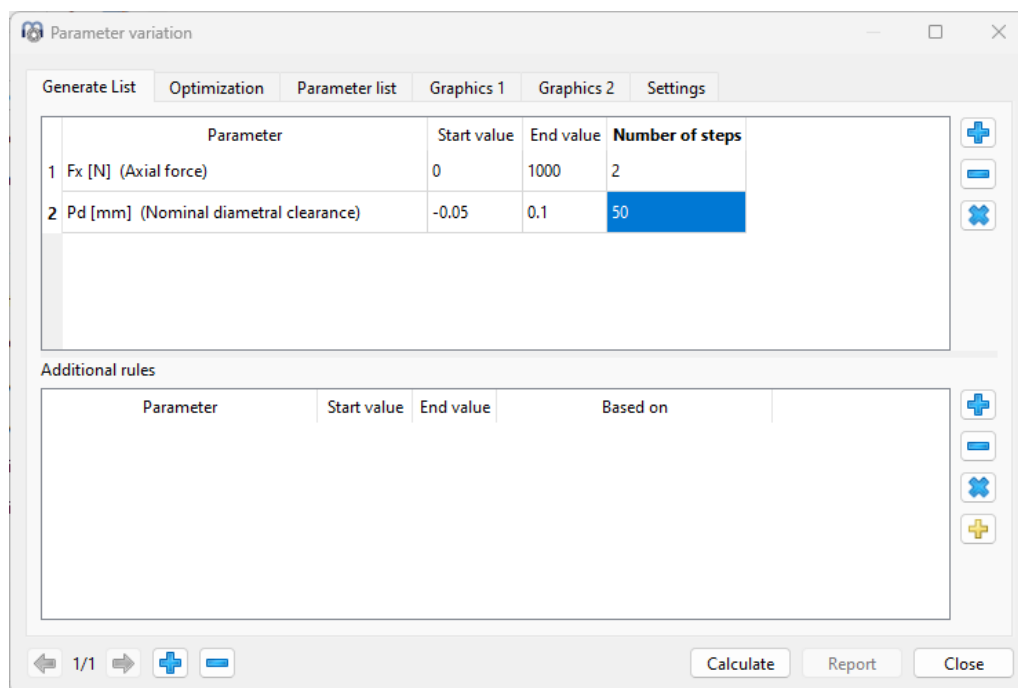 Parameter variation
Generate List Optimization Parameter list Graphics 1 Graphics 2 Settings
Parameter Start value End value Number of steps
1 Fx [N] (Axial force) 0 1000 2
2 Pd [mm] (Nominal diametral clearance) -0.05 0.1 50
Additional rules
Parameter Start value End value Based on
1/1 Calculate Report Close